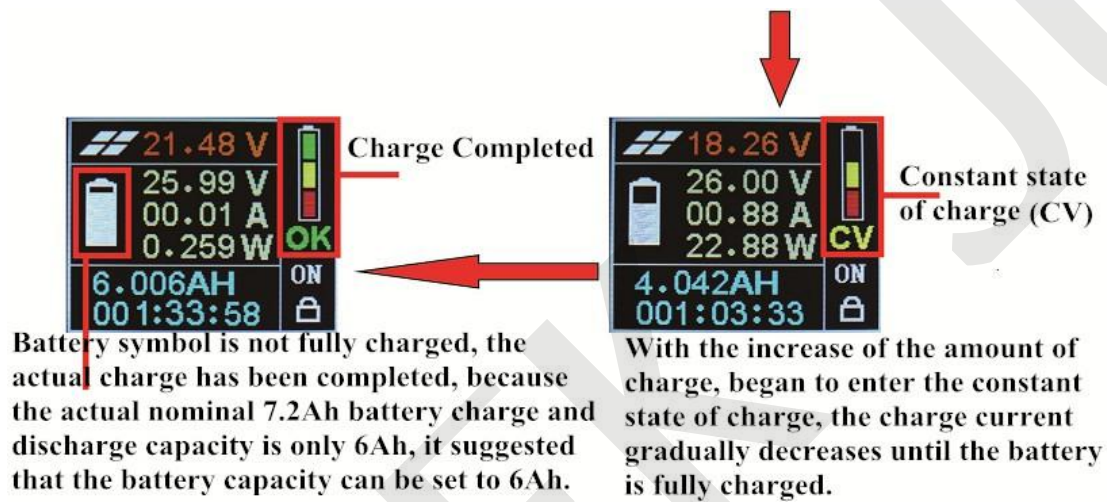 21.48 V
25.99 V
00.01 A
0.259 W
OK
6.006AH
001:33:58
ON
Charge Completed
18.26 V
26.00 V
00.88 A
22.88 W
CV
4.042AH
001:03:33
ON
Constant state
of charge (CV)
Battery symbol is not fully charged, the
actual charge has been completed, because
the actual nominal 7.2Ah battery charge and
discharge capacity is only 6Ah, it suggested
that the battery capacity can be set to 6Ah.
With the increase of the amount of
charge, began to enter the constant
state of charge, the charge current
gradually decreases until the battery
is fully charged.